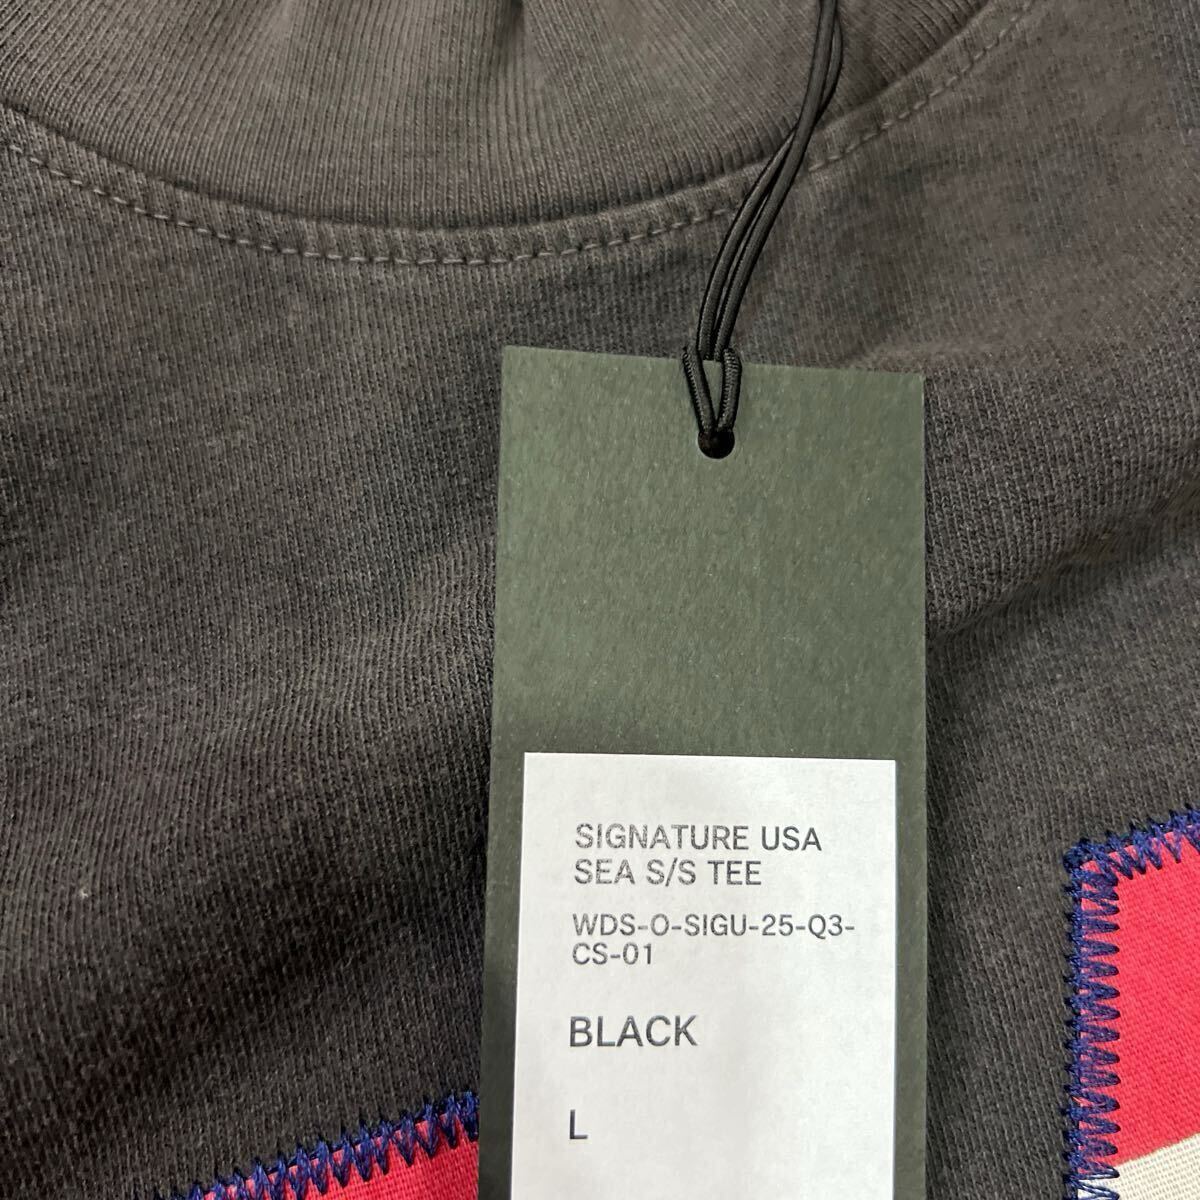 SIGNATURE USA
SEA S/S TEE
WDS-O-SIGU-25-Q3-
CS-01
BLACK
L